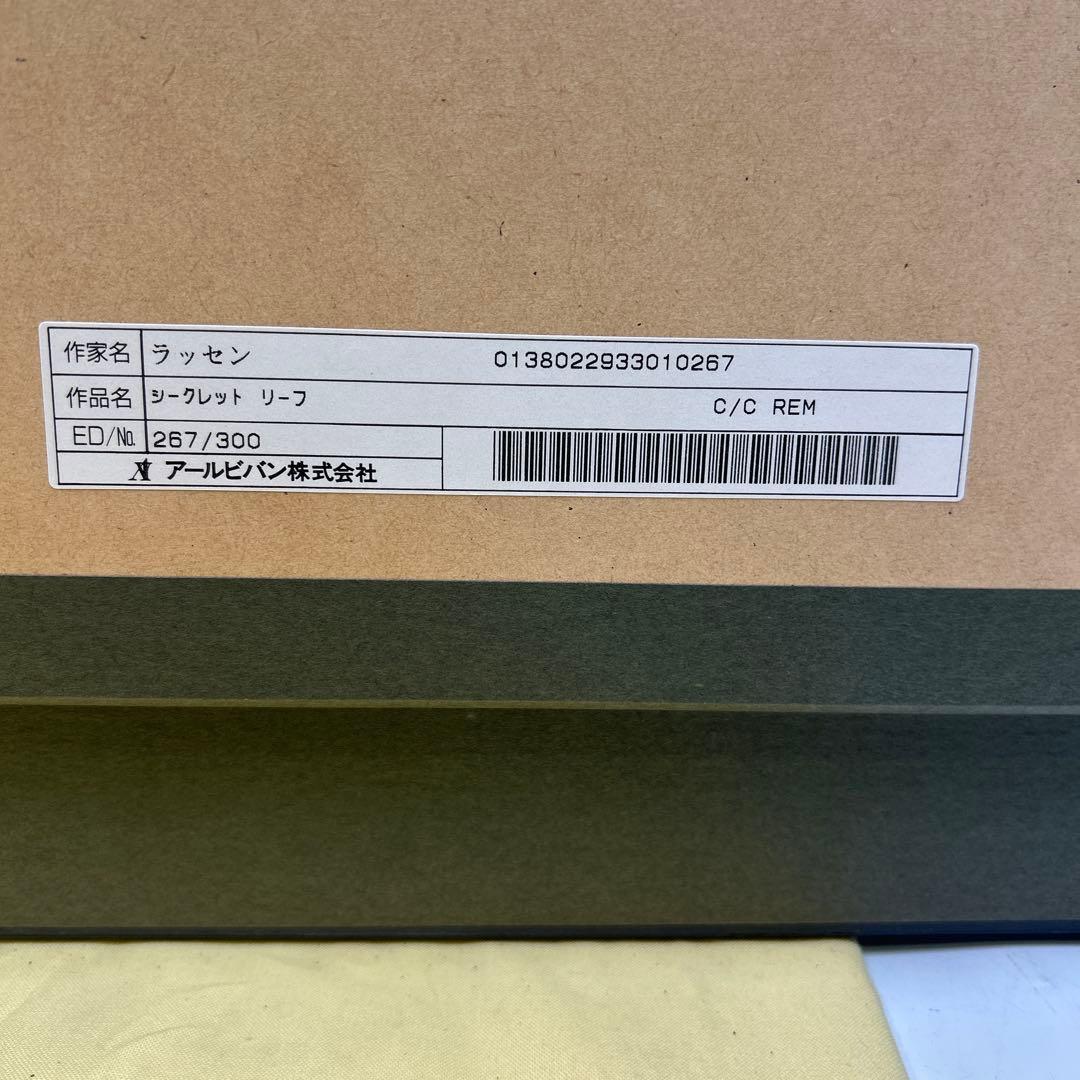 作家名 ラッセン 0138022933010267
作品名 シークレット リーフ C/C REM
ED/No. 267/300
アールビバン株式会社